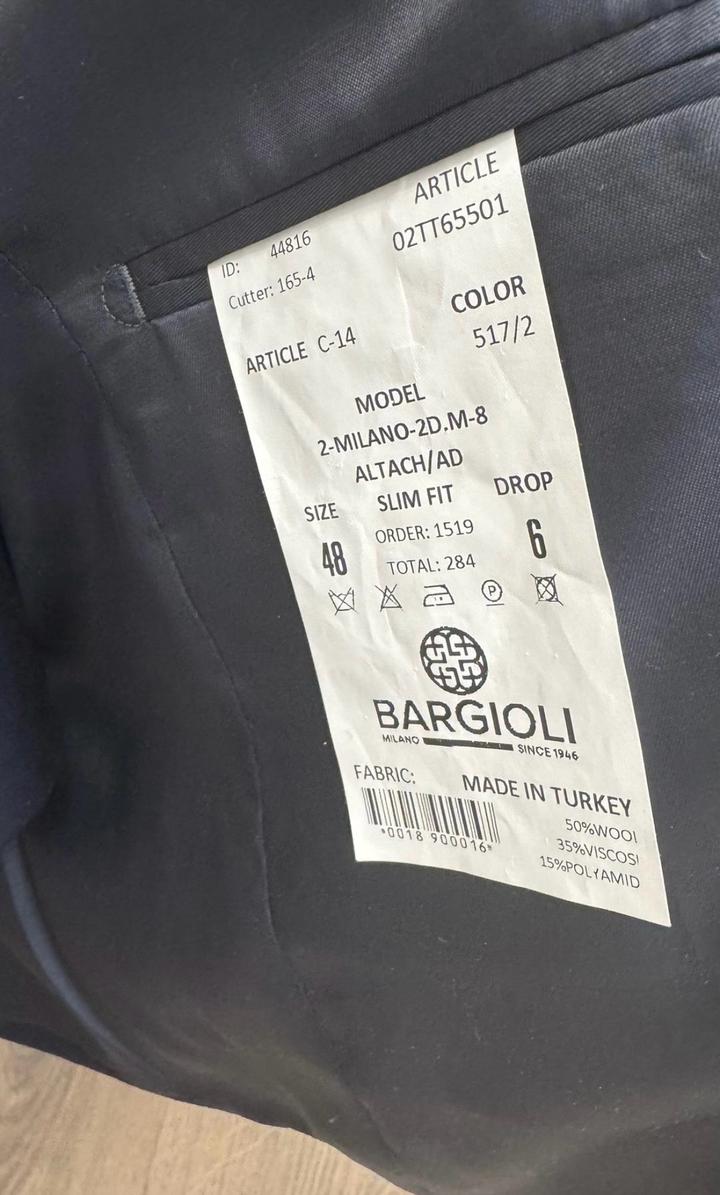 ID: 44816
Cutter: 165-4
ARTICLE
02TT65501
ARTICLE C-14
COLOR
517/2
MODEL
2-MILANO-2D.M-8
ALTACH/AD
SLIM FIT
SIZE
48
DROP
6
ORDER: 1519
TOTAL: 284
P
BARGIOLI
MILANO SINCE 1946
FABRIC:
*0018 900016*
MADE IN TURKEY
50%WOOl
35%VISCOSI
15%POLYAMID